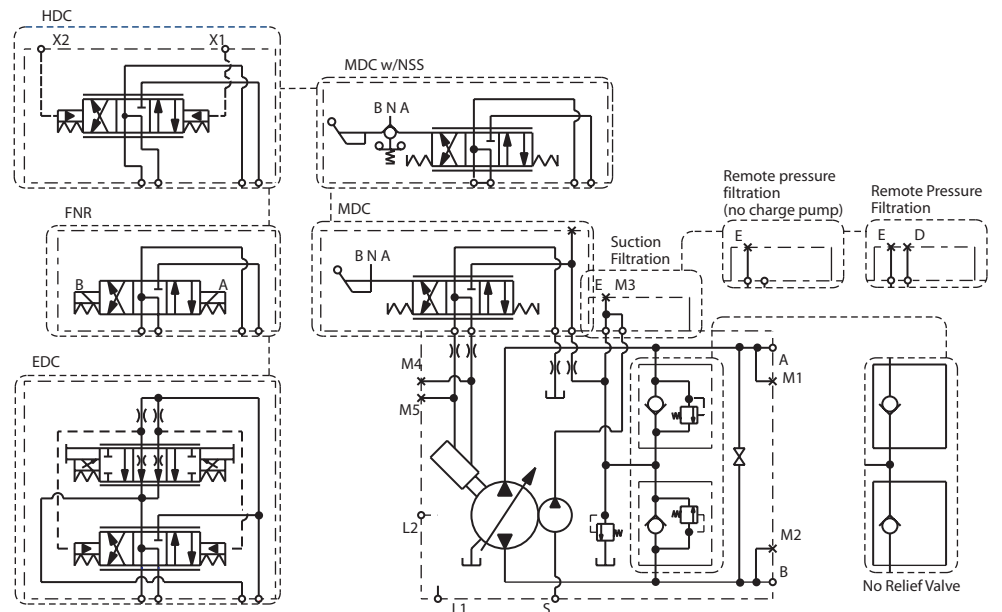 HDC
X2
X1
MDC w/NSS
B N A
FNR
B
A
MDC
B N A
Suction
Filtration
E M3
Remote pressure
filtration
(no charge pump)
E
Remote Pressure
Filtration
E D
EDC
M4
M5
L2
L1
S
A
M1
M2
B
No Relief Valve